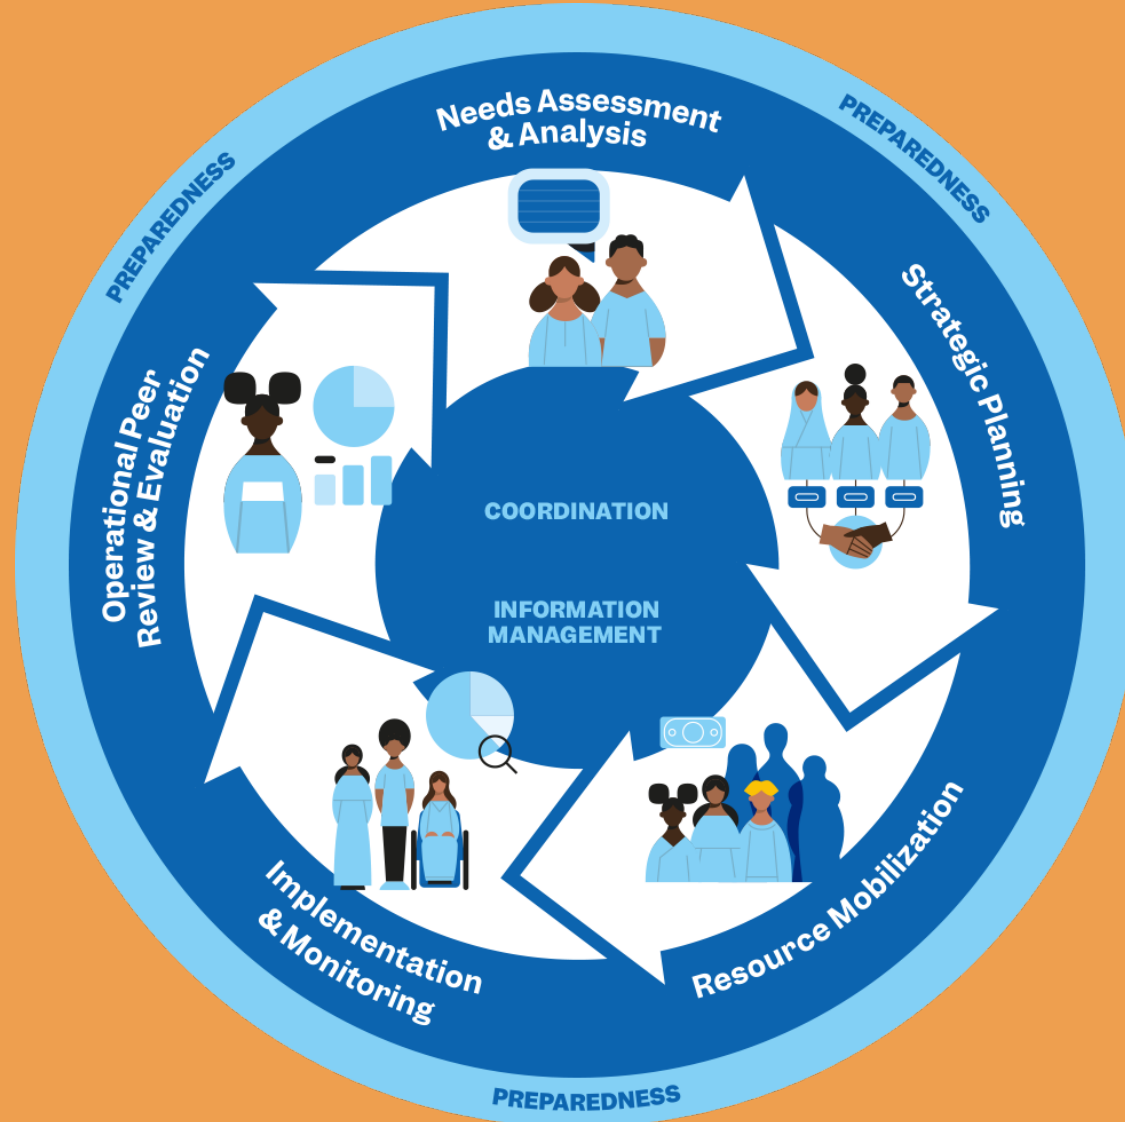 PREPAREDNESS
PREPAREDNESS
Needs Assessment
& Analysis
Strategic Planning
Resource Mobilization
Implementation
& Monitoring
Operational Peer
Review & Evaluation
COORDINATION
INFORMATION
MANAGEMENT
PREPAREDNESS